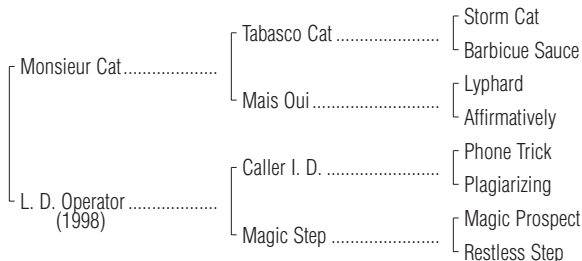 Storm Cat
Tabasco Cat ......................
Barbicue Sauce
Monsieur Cat....................
Lyphard
Mais Oui...........................
Affirmatively
Phone Trick
Caller I. D. ........................
Plagiarizing
L. D. Operator ...................
(1998)
Magic Prospect
Magic Step .......................
Restless Step